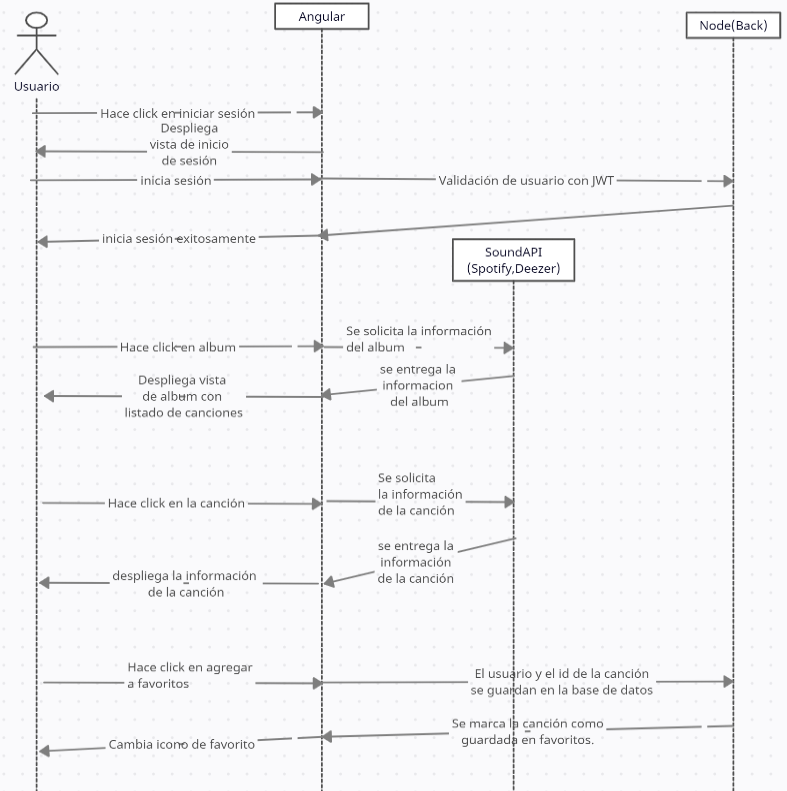 Angular
Node(Back)
Usuario
Hace click en iniciar sesión
Despliega
vista de inicio
de sesión
inicia sesión
Validación de usuario con JWT
inicia sesión exitosamente
SoundAPI
(Spotify,Deezer)
Hace click en album
Se solicita la información
del album
se entrega la
informacion
del album
Despliega vista
de album con
listado de canciones
Hace click en la canción
Se solicita
la información
de la canción
se entrega la
información
de la canción
despliega la información
de la canción
Hace click en agregar
a favoritos
El usuario y el id de la canción
se guardan en la base de datos
Se marca la canción como
guardada en favoritos.
Cambia icono de favorito